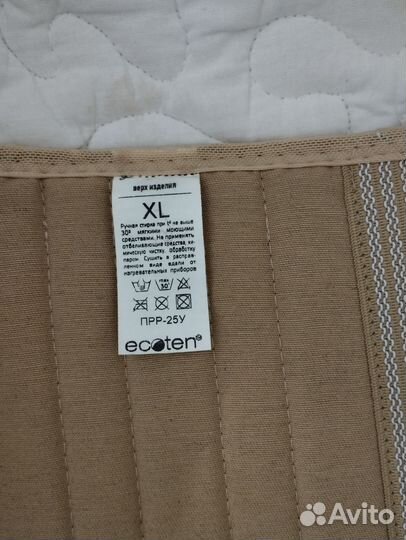 верх изделия
XL
Ручная стирка при t° не выше
30° мягкими моющими
средствами. Не применять
отбеливающие средства, хи-
мическую чистку, обработку
паром. Сушить в расправ-
ленном виде вдали от
нагревательных приборов
max
30°
ПРР-25У
ecoten®
Avito